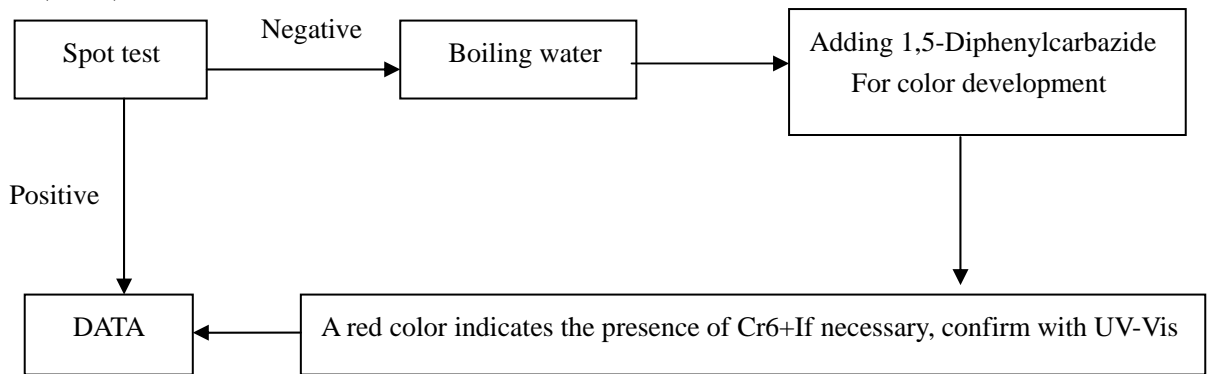 Spot test
Negative
Boiling water
Adding 1,5-Diphenylcarbazide
For color development
Positive
DATA
A red color indicates the presence of Cr6+If necessary, confirm with UV-Vis